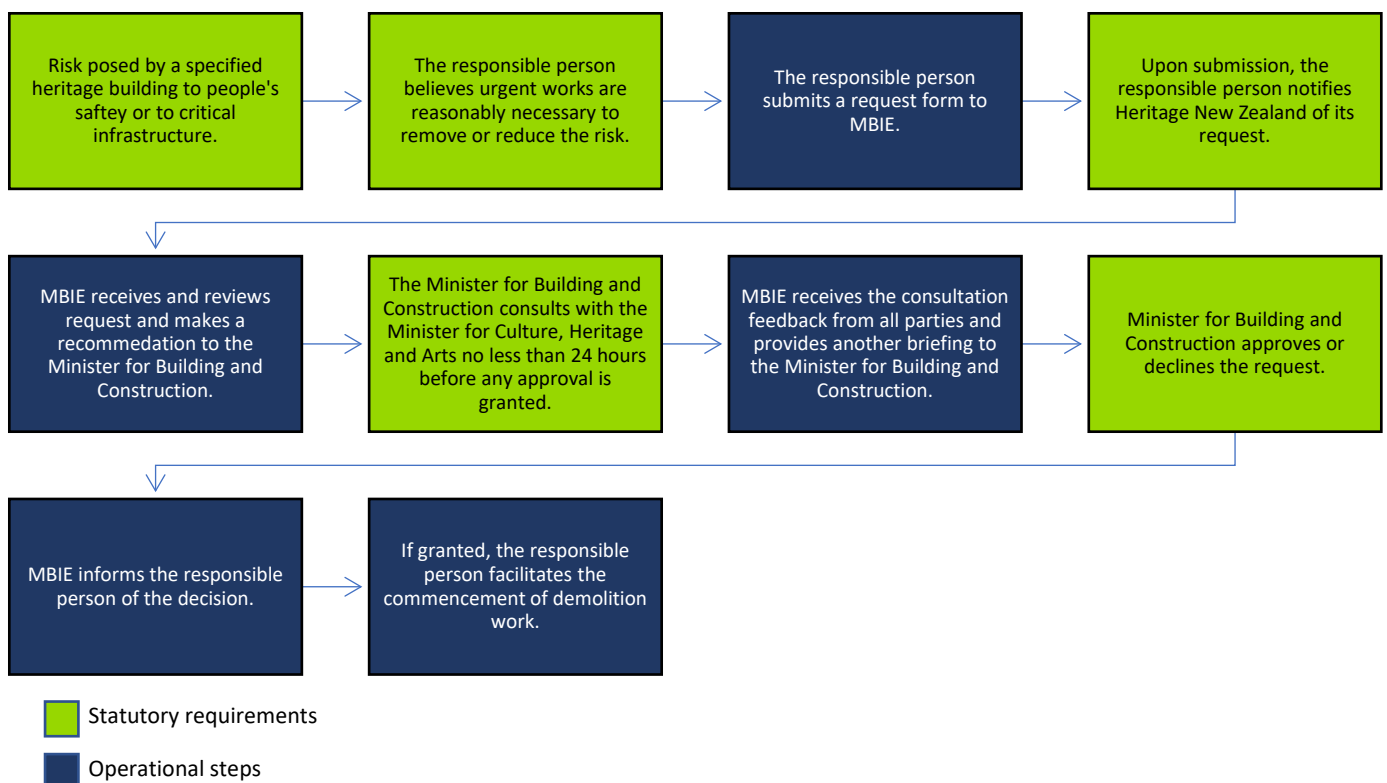 Risk posed by a specified
heritage building to people's
saftey or to critical
infrastructure.
The responsible person
believes urgent works are
reasonably necessary to
remove or reduce the risk.
The responsible person
submits a request form to
MBIE.
Upon submission, the
responsible person notifies
Heritage New Zealand of its
request.
MBIE receives and reviews
request and makes a
recommedation to the
Minister for Building and
Construction.
The Minister for Building and
Construction consults with the
Minister for Culture, Heritage
and Arts no less than 24 hours
before any approval is
granted.
MBIE receives the consultation
feedback from all parties and
provides another briefing to
the Minister for Building and
Construction.
Minister for Building and
Construction approves or
declines the request.
MBIE informs the responsible
person of the decision.
If granted, the responsible
person facilitates the
commencement of demolition
work.
Statutory requirements
Operational steps